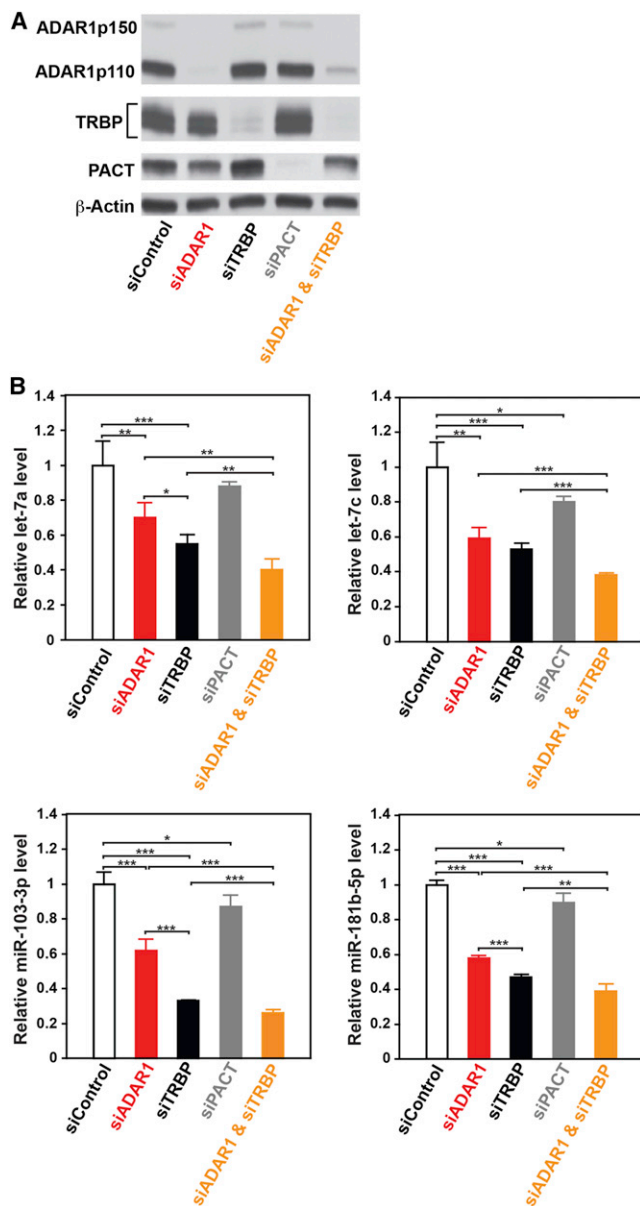 A
ADAR1p150
ADAR1p110
TRBP
PACT
β-Actin
siControl
siADAR1
siTRBP
siPACT
siADAR1 & siTRBP
B
Relative let-7a level
1.4
1.2
1
0.8
0.6
0.4
0.2
0
***
**
**
**
*
siControl
siADAR1
siTRBP
siPACT
siADAR1 & siTRBP
Relative let-7c level
1.4
1.2
1
0.8
0.6
0.4
0.2
0
*
***
**
***
***
siControl
siADAR1
siTRBP
siPACT
siADAR1 & siTRBP
Relative miR-103-3p level
1.4
1.2
1
0.8
0.6
0.4
0.2
0
*
***
***
***
***
***
siControl
siADAR1
siTRBP
siPACT
siADAR1 & siTRBP
Relative miR-181b-5p level
1.4
1.2
1
0.8
0.6
0.4
0.2
0
*
***
***
***
**
***
siControl
siADAR1
siTRBP
siPACT
siADAR1 & siTRBP